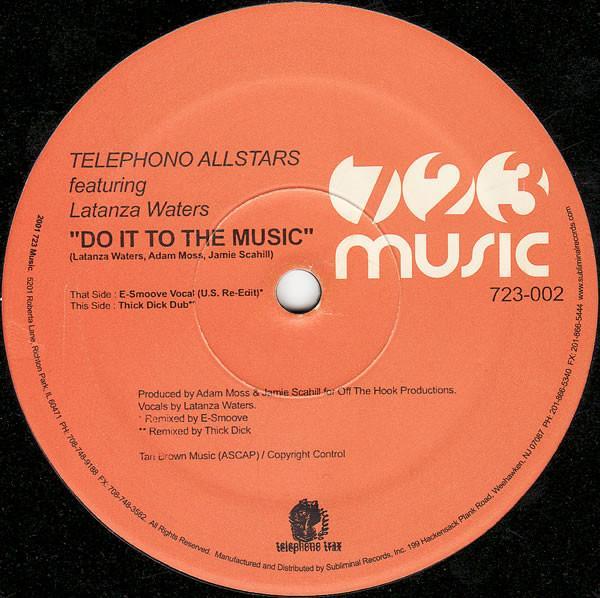 TELEPHONO ALLSTARS
featuring
Latanza Waters
"DO IT TO THE MUSIC"
(Latanza Waters, Adam Moss, Jamie Scahill)
723
music
723-002
That Side : E-Smoove Vocal (U.S. Re-Edit)*
This Side : Thick Dick Dub**
Produced by Adam Moss & Jamie Scahill for Off The Hook Productions.
Vocals by Latanza Waters.
* Remixed by E-Smoove
** Remixed by Thick Dick
Tan Brown Music (ASCAP) / Copyright Control
telephono trax
2001 723 Music 5201 Roberta Lane, Richton Park, IL 60471 PH: 708-748-9188 FX: 708-748-3562 All Rights Reserved. Manufactured and Distributed by Subliminal Records, Inc. 199 Hackensack Plank Road, Weehawken, NJ 07087 PH: 201-866-5340 FX: 201-866-5444 www.subliminalrecords.com